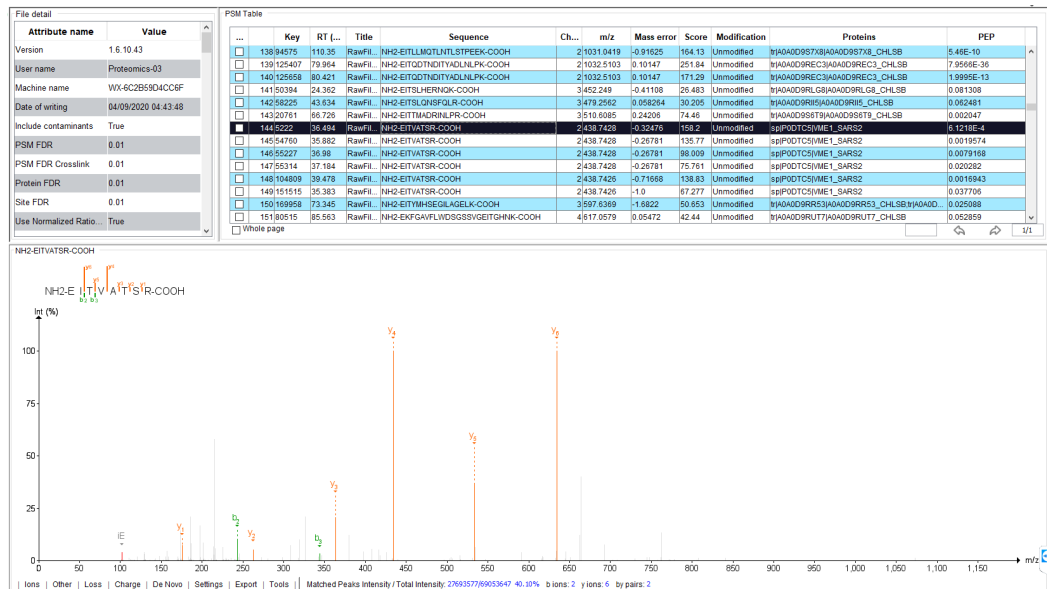 File detail
Attribute name Value
Version 1.6.10.43
User name Proteomics-03
Machine name WX-6C2B59D4CC6F
Date of writing 04/09/2020 04:43:48
Include contaminants True
PSM FDR 0.01
PSM FDR Crosslink 0.01
Protein FDR 0.01
Site FDR 0.01
Use Normalized Ratio... True
PSM Table
... Key RT (... Title Sequence Ch... m/z Mass error Score Modification Proteins PEP
138 94575 110.35 RawFil... NH2-EITLLMQTLNTLSTPEEK-COOH 2 1031.0419 -0.91625 164.13 Unmodified tr|A0A0D9S7X8|A0A0D9S7X8_CHLSB 5.46E-10
139 125407 79.964 RawFil... NH2-EITQDTNDITYADLNLPK-COOH 2 1032.5103 0.10147 251.84 Unmodified tr|A0A0D9REC3|A0A0D9REC3_CHLSB 7.9566E-36
140 125658 80.421 RawFil... NH2-EITQDTNDITYADLNLPK-COOH 2 1032.5103 0.10147 171.29 Unmodified tr|A0A0D9REC3|A0A0D9REC3_CHLSB 1.9995E-13
141 50394 24.362 RawFil... NH2-EITSLHERNQK-COOH 3 452.249 -0.41108 26.483 Unmodified tr|A0A0D9RLG8|A0A0D9RLG8_CHLSB 0.081308
142 58225 43.634 RawFil... NH2-EITSLQNSFQLR-COOH 3 479.2562 0.058264 30.205 Unmodified tr|A0A0D9RII5|A0A0D9RII5_CHLSB 0.062481
143 20761 66.726 RawFil... NH2-EITTMADRINLPR-COOH 3 510.6085 0.24206 74.46 Unmodified tr|A0A0D9S6T9|A0A0D9S6T9_CHLSB 0.002047
144 5222 36.494 RawFil... NH2-EITVATSR-COOH 2 438.7428 -0.32476 158.2 Unmodified sp|P0DTC5|VME1_SARS2 6.1218E-4
145 54760 35.882 RawFil... NH2-EITVATSR-COOH 2 438.7428 -0.26781 135.77 Unmodified sp|P0DTC5|VME1_SARS2 0.0019574
146 55227 36.98 RawFil... NH2-EITVATSR-COOH 2 438.7428 -0.26781 98.009 Unmodified sp|P0DTC5|VME1_SARS2 0.0079168
147 55314 37.184 RawFil... NH2-EITVATSR-COOH 2 438.7428 -0.26781 75.761 Unmodified sp|P0DTC5|VME1_SARS2 0.020282
148 104809 39.478 RawFil... NH2-EITVATSR-COOH 2 438.7426 -0.71668 138.83 Unmodified sp|P0DTC5|VME1_SARS2 0.0016943
149 151515 35.383 RawFil... NH2-EITVATSR-COOH 2 438.7426 -1.0 67.277 Unmodified sp|P0DTC5|VME1_SARS2 0.037706
150 169958 73.345 RawFil... NH2-EITYMHSEGILAGELK-COOH 3 597.6369 -1.6822 50.653 Unmodified tr|A0A0D9RR53|A0A0D9RR53_CHLSB;tr|A0A0D... 0.025088
151 80515 85.563 RawFil... NH2-EKFGAVFLWDSGSSVGEITGHNK-COOH 4 617.0579 0.05472 42.44 Unmodified tr|A0A0D9RUT7|A0A0D9RUT7_CHLSB 0.052859
Whole page 1/1
NH2-EITVATSR-COOH
y6 y5 y4 y3 y2 y1
NH2-E I T V A T S R-COOH
b2 b3
Int (%)
100
75
50
25
0
y4 y6
y5
y3
b2
y1 y2
iE b3
0 50 100 150 200 250 300 350 400 450 500 550 600 650 700 750 800 850 900 950 1,000 1,050 1,100 1,150 m/z
Ions | Other | Loss | Charge | De Novo | Settings | Export | Tools | Matched Peaks Intensity / Total Intensity: 27693577/69053647 40.10% b ions: 2 y ions: 6 by pairs: 2